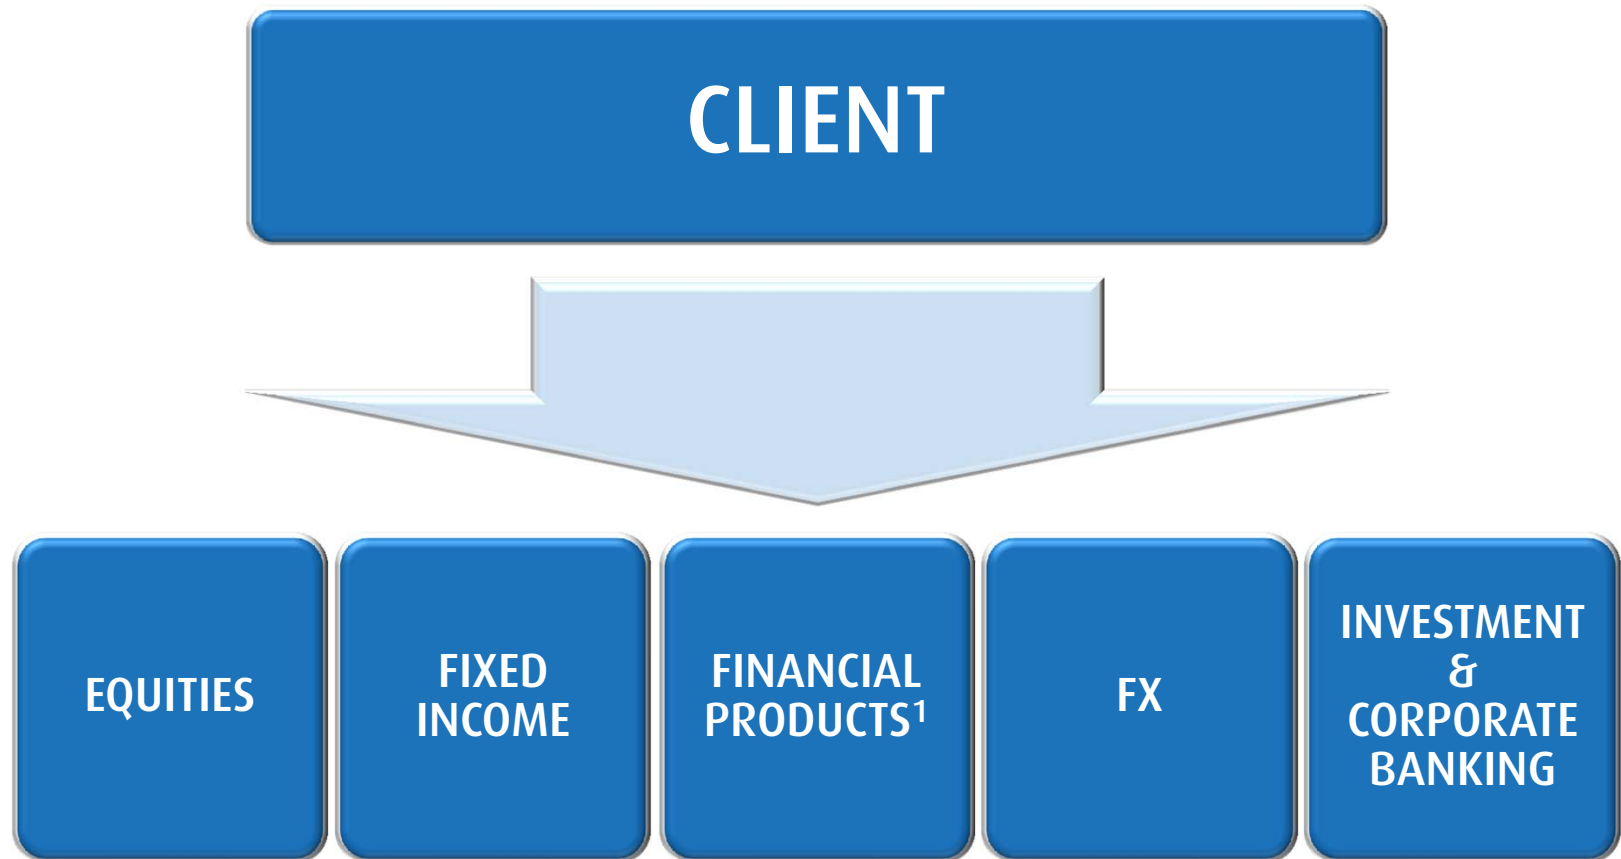 CLIENT
EQUITIES
FIXED
INCOME
FINANCIAL
PRODUCTS¹
FX
INVESTMENT
&
CORPORATE
BANKING